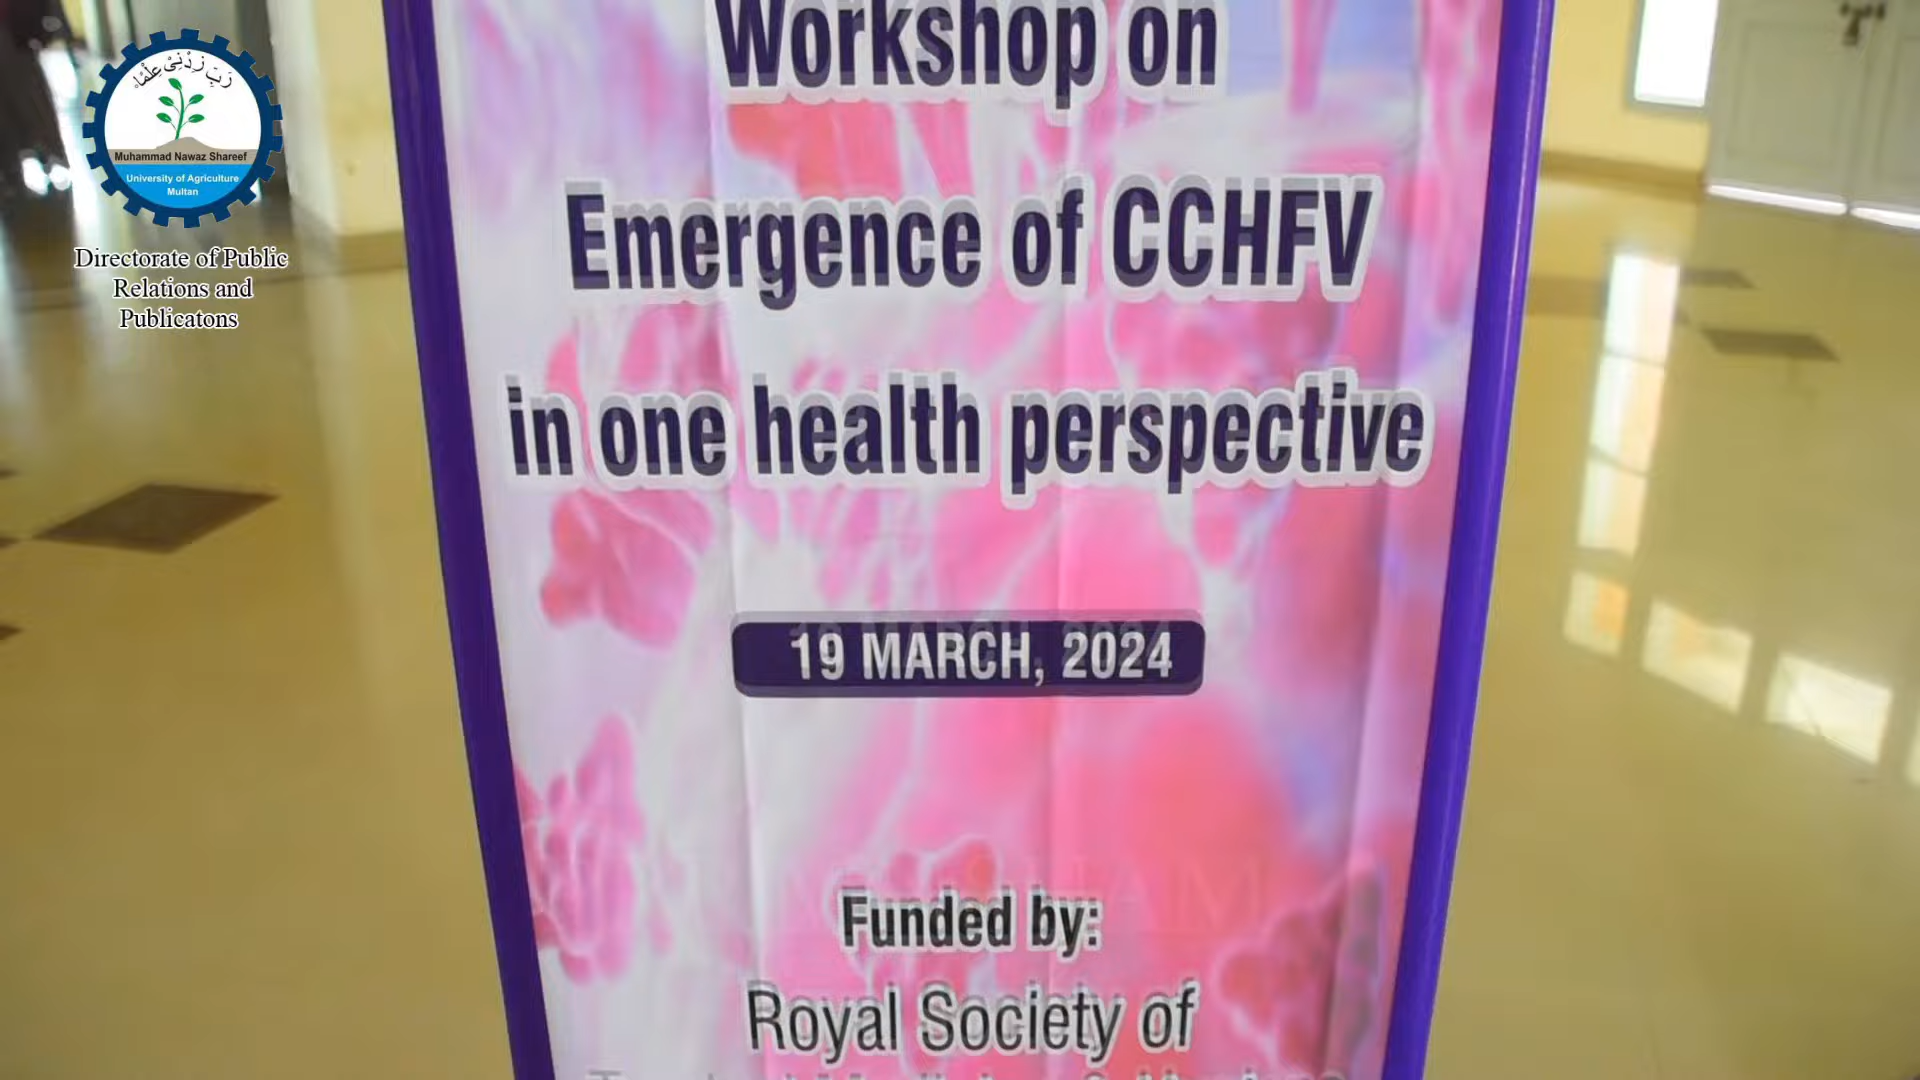 رَبِّ زِدْنِيْ عِلْمًا
Muhammad Nawaz Shareef
University of Agriculture
Multan
Directorate of Public
Relations and
Publicatons
Workshop on
Emergence of CCHFV
in one health perspective
19 MARCH, 2024
Funded by:
Royal Society of